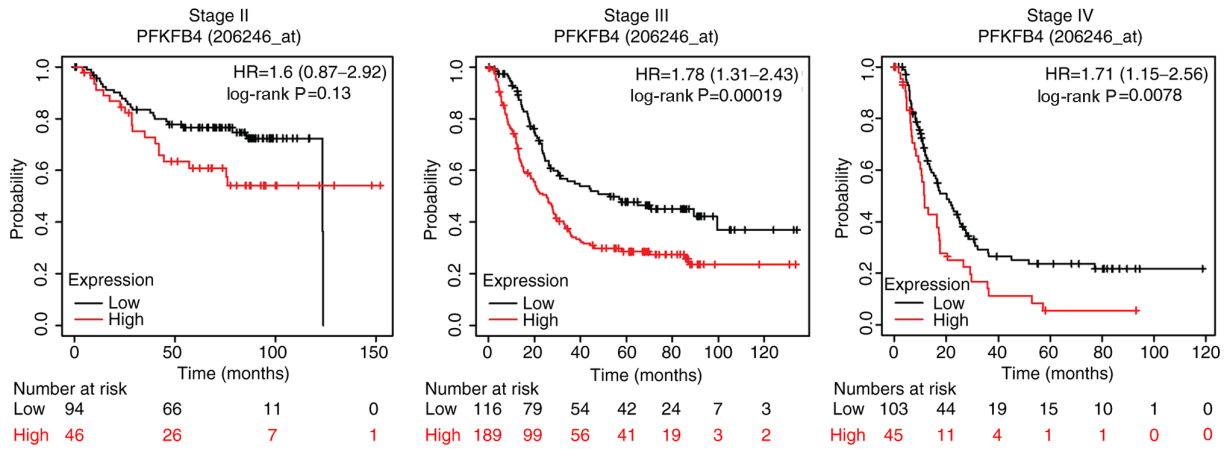 Stage II
PFKFB4 (206246_at)
HR=1.6 (0.87–2.92)
log-rank P=0.13
Probability
1.0
0.8
0.6
0.4
0.2
0.0
Expression
Low
High
0 50 100 150
Time (months)
Number at risk
Low 94 66 11 0
High 46 26 7 1
Stage III
PFKFB4 (206246_at)
HR=1.78 (1.31–2.43)
log-rank P=0.00019
Probability
1.0
0.8
0.6
0.4
0.2
0.0
Expression
Low
High
0 20 40 60 80 100 120
Time (months)
Number at risk
Low 116 79 54 42 24 7 3
High 189 99 56 41 19 3 2
Stage IV
PFKFB4 (206246_at)
HR=1.71 (1.15–2.56)
log-rank P=0.0078
Probability
1.0
0.8
0.6
0.4
0.2
0.0
Expression
Low
High
0 20 40 60 80 100 120
Time (months)
Numbers at risk
Low 103 44 19 15 10 1 0
High 45 11 4 1 1 0 0